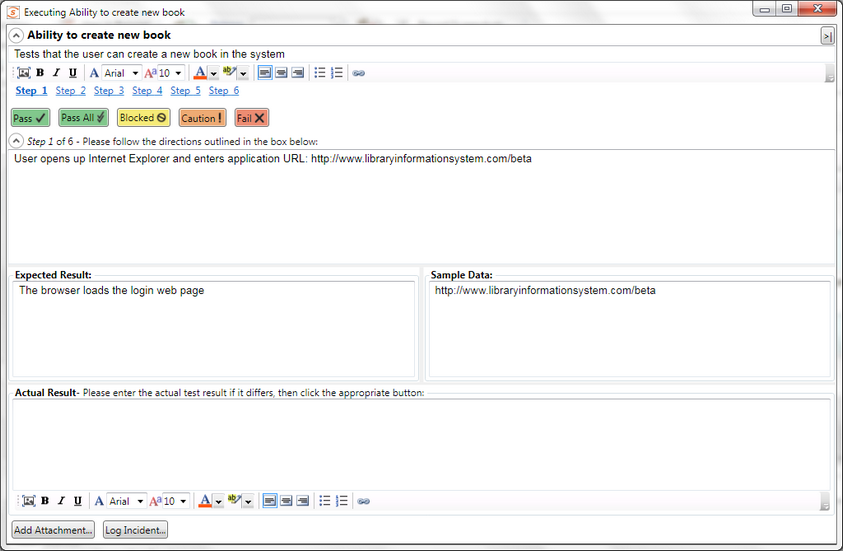 Executing Ability to create new book
Ability to create new book
>|
Tests that the user can create a new book in the system
B I U A Arial Aa 10 A ab
Step 1 Step 2 Step 3 Step 4 Step 5 Step 6
Pass Pass All Blocked Caution ! Fail
Step 1 of 6 - Please follow the directions outlined in the box below:
User opens up Internet Explorer and enters application URL: http://www.libraryinformationsystem.com/beta
Expected Result: Sample Data:
The browser loads the login web page http://www.libraryinformationsystem.com/beta
Actual Result- Please enter the actual test result if it differs, then click the appropriate button:
B I U A Arial Aa 10 A ab
Add Attachment... Log Incident...